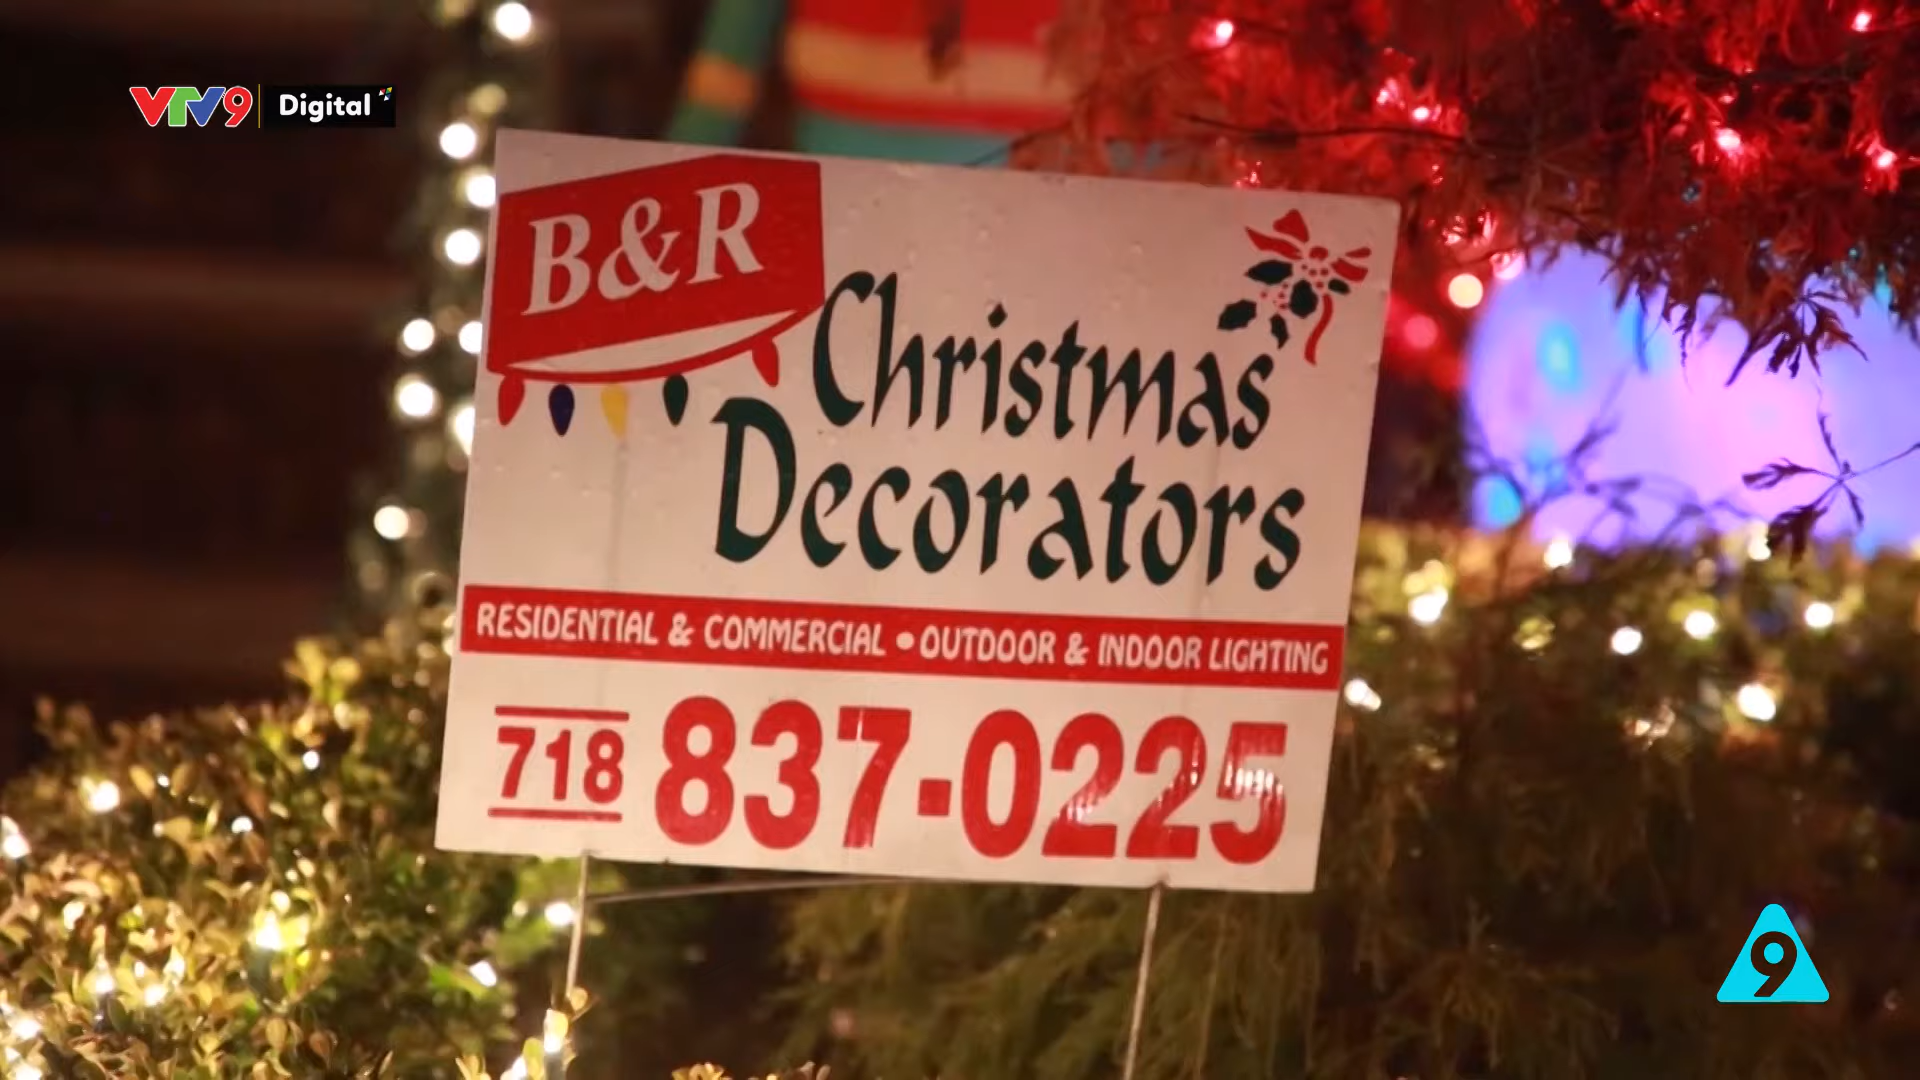 VTV9 Digital
B&R
Christmas
Decorators
RESIDENTIAL & COMMERCIAL • OUTDOOR & INDOOR LIGHTING
718 837-0225
9